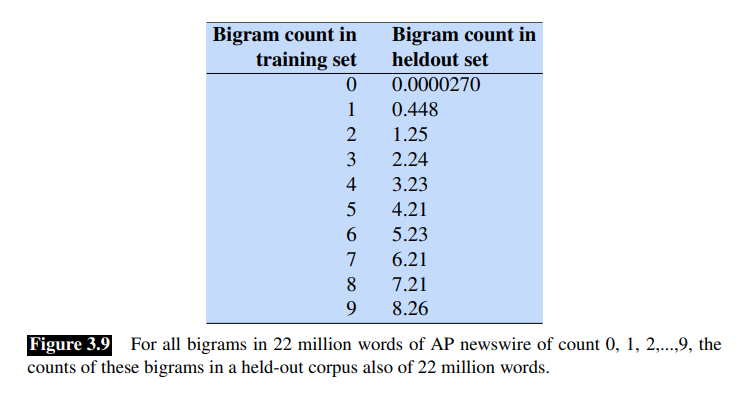 Bigram count in Bigram count in
training set heldout set
0 0.0000270
1 0.448
2 1.25
3 2.24
4 3.23
5 4.21
6 5.23
7 6.21
8 7.21
9 8.26
Figure 3.9 For all bigrams in 22 million words of AP newswire of count 0, 1, 2,...,9, the
counts of these bigrams in a held-out corpus also of 22 million words.